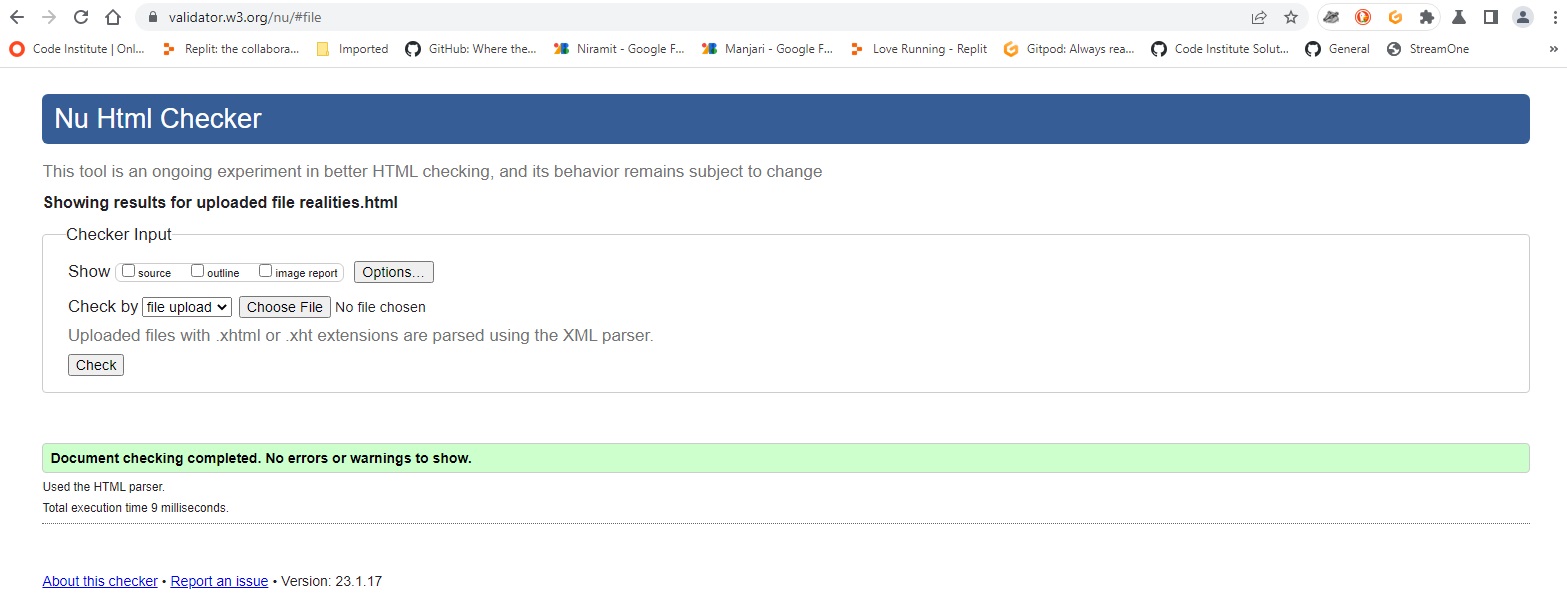 validator.w3.org/nu/#file
Code Institute | Onl... Replit: the collabora... Imported GitHub: Where the... Niramit - Google F... Manjari - Google F... Love Running - Replit Gitpod: Always rea... Code Institute Solut... General StreamOne »
Nu Html Checker
This tool is an ongoing experiment in better HTML checking, and its behavior remains subject to change
Showing results for uploaded file realities.html
Checker Input
Show source outline image report Options...
Check by file upload Choose File No file chosen
Uploaded files with .xhtml or .xht extensions are parsed using the XML parser.
Check
Document checking completed. No errors or warnings to show.
Used the HTML parser.
Total execution time 9 milliseconds.
About this checker • Report an issue • Version: 23.1.17